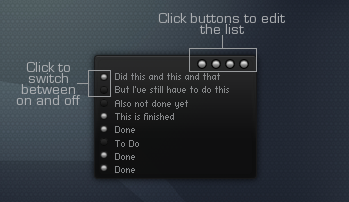 Click buttons to edit
the list
Click to
switch
between
on and off
Did this and this and that
But I've still have to do this
Also not done yet
This is finished
Done
To Do
Done
Done